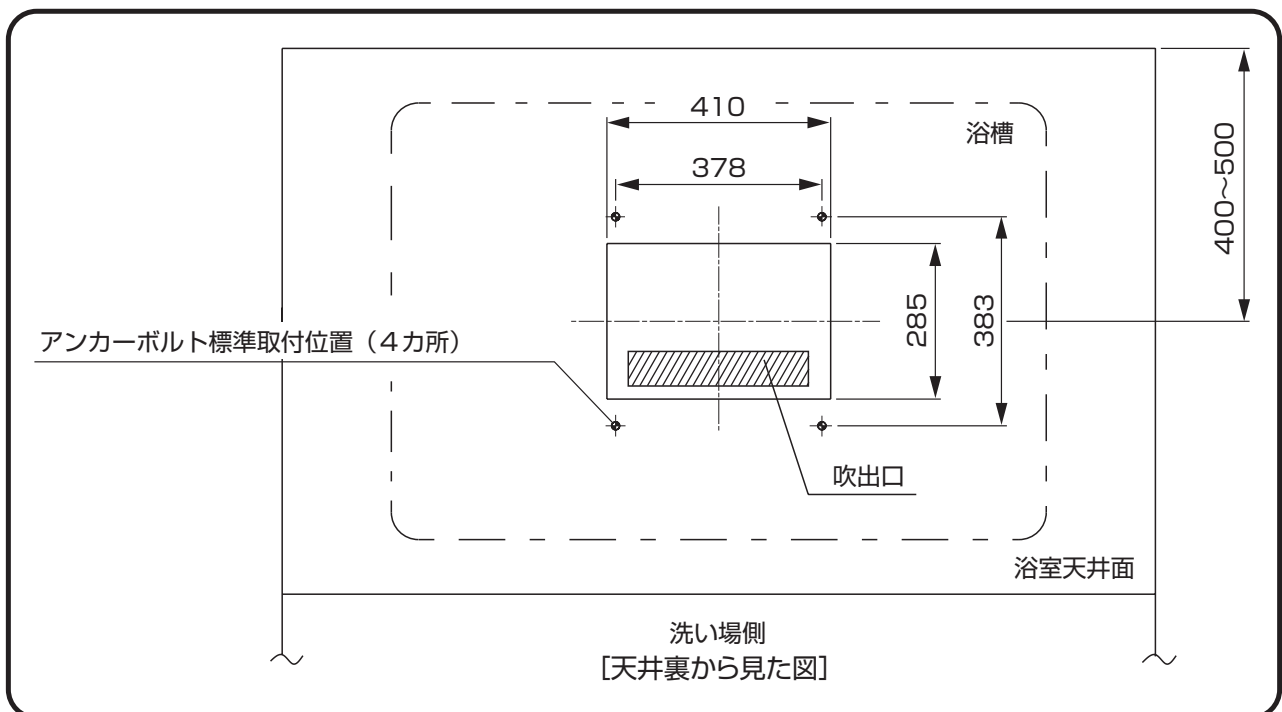 410
浴槽
378
400～500
285
383
アンカーボルト標準取付位置（4カ所）
吹出口
浴室天井面
洗い場側
［天井裏から見た図］